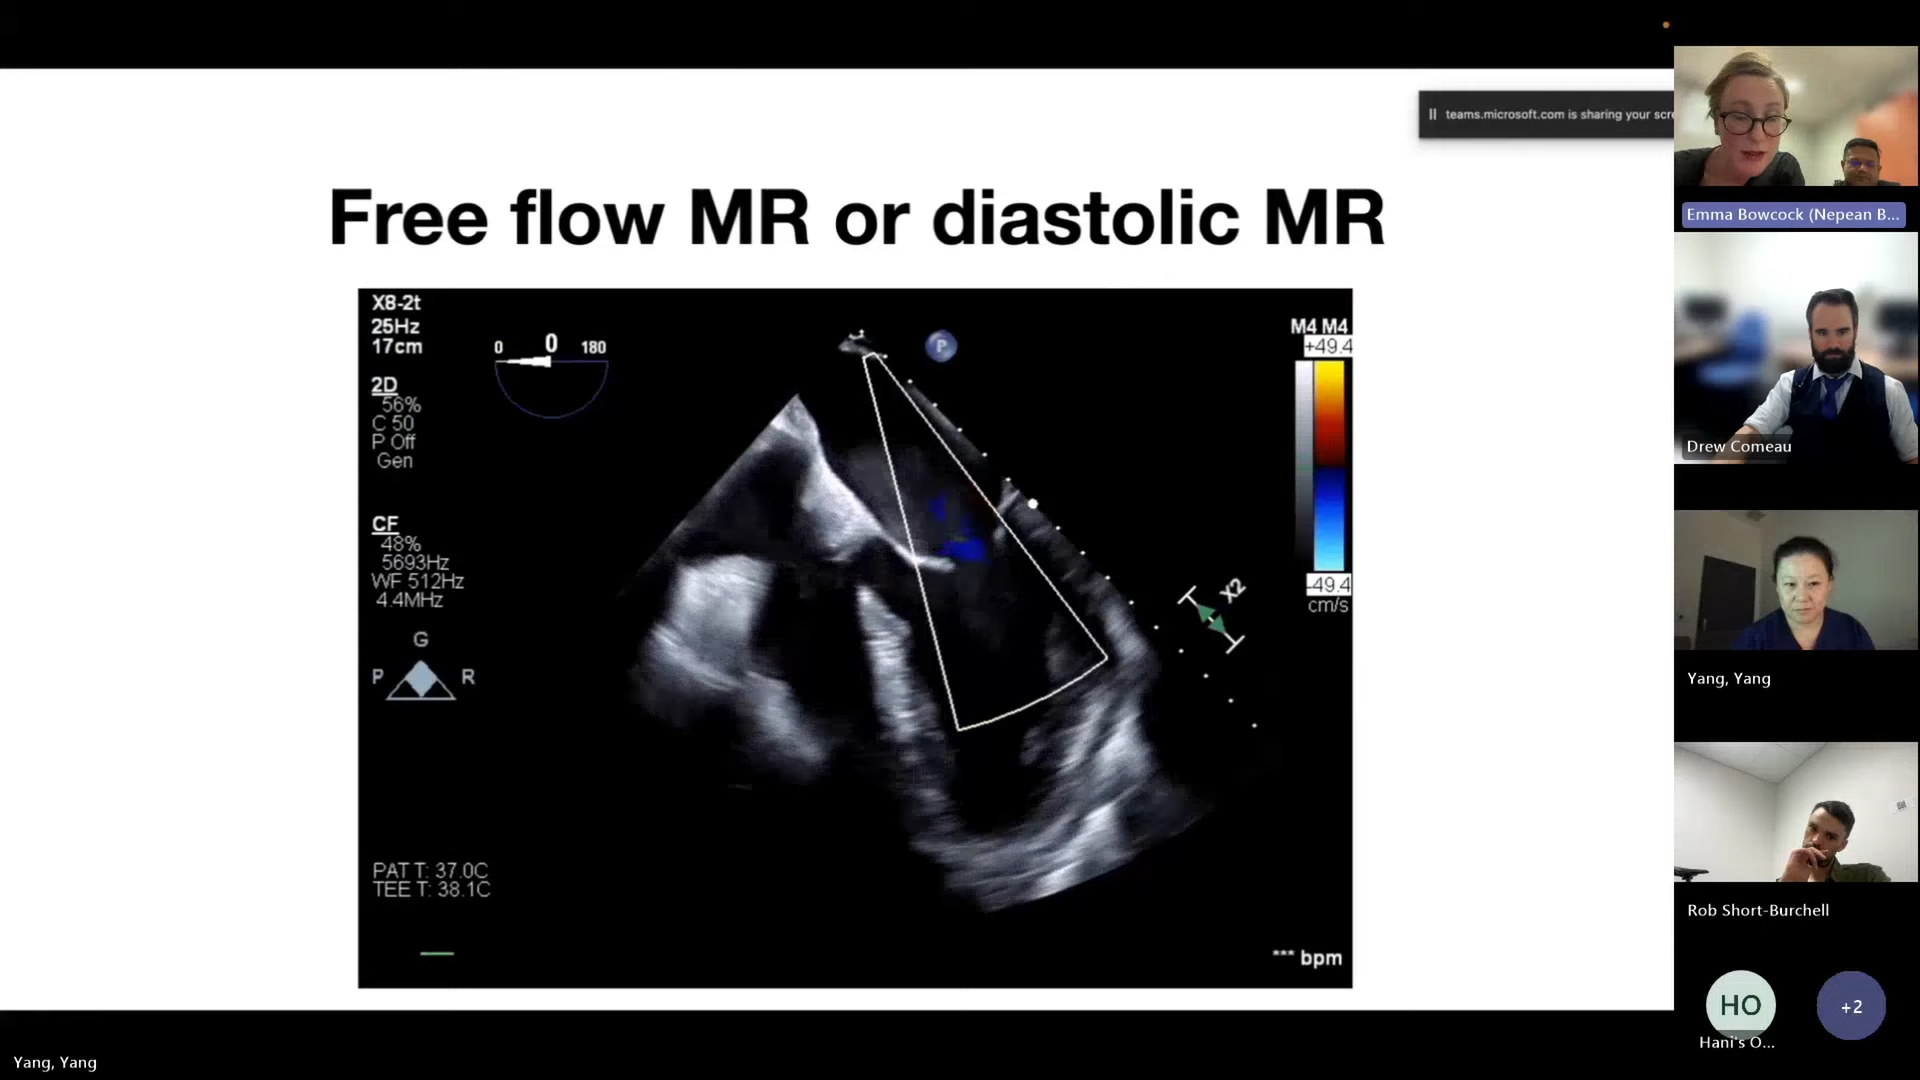 teams.microsoft.com is sharing your scre
Free flow MR or diastolic MR
X8-2t
25Hz
17cm
0 0 180
P
M4 M4
+49.4
2D
56%
C 50
P Off
Gen
CF
48%
5693Hz
WF 512Hz
4.4MHz
-49.4
cm/s
X2
G
P R
PAT T: 37.0C
TEE T: 38.1C
*** bpm
Emma Bowcock (Nepean B...
Drew Comeau
Yang, Yang
Rob Short-Burchell
HO
+2
Hani's O...
Yang, Yang